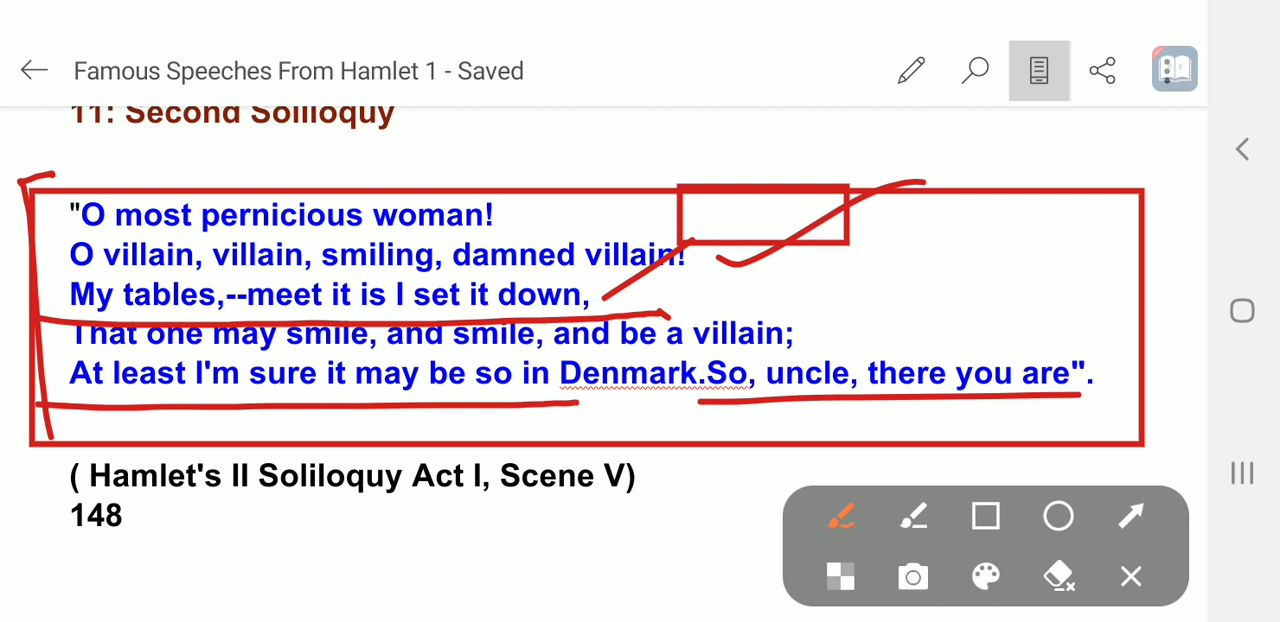 Famous Speeches From Hamlet 1 - Saved
11: Second Soliloquy
"O most pernicious woman!
O villain, villain, smiling, damned villain!
My tables,--meet it is I set it down,
That one may smile, and smile, and be a villain;
At least I'm sure it may be so in Denmark.So, uncle, there you are".
( Hamlet's II Soliloquy Act I, Scene V)
148